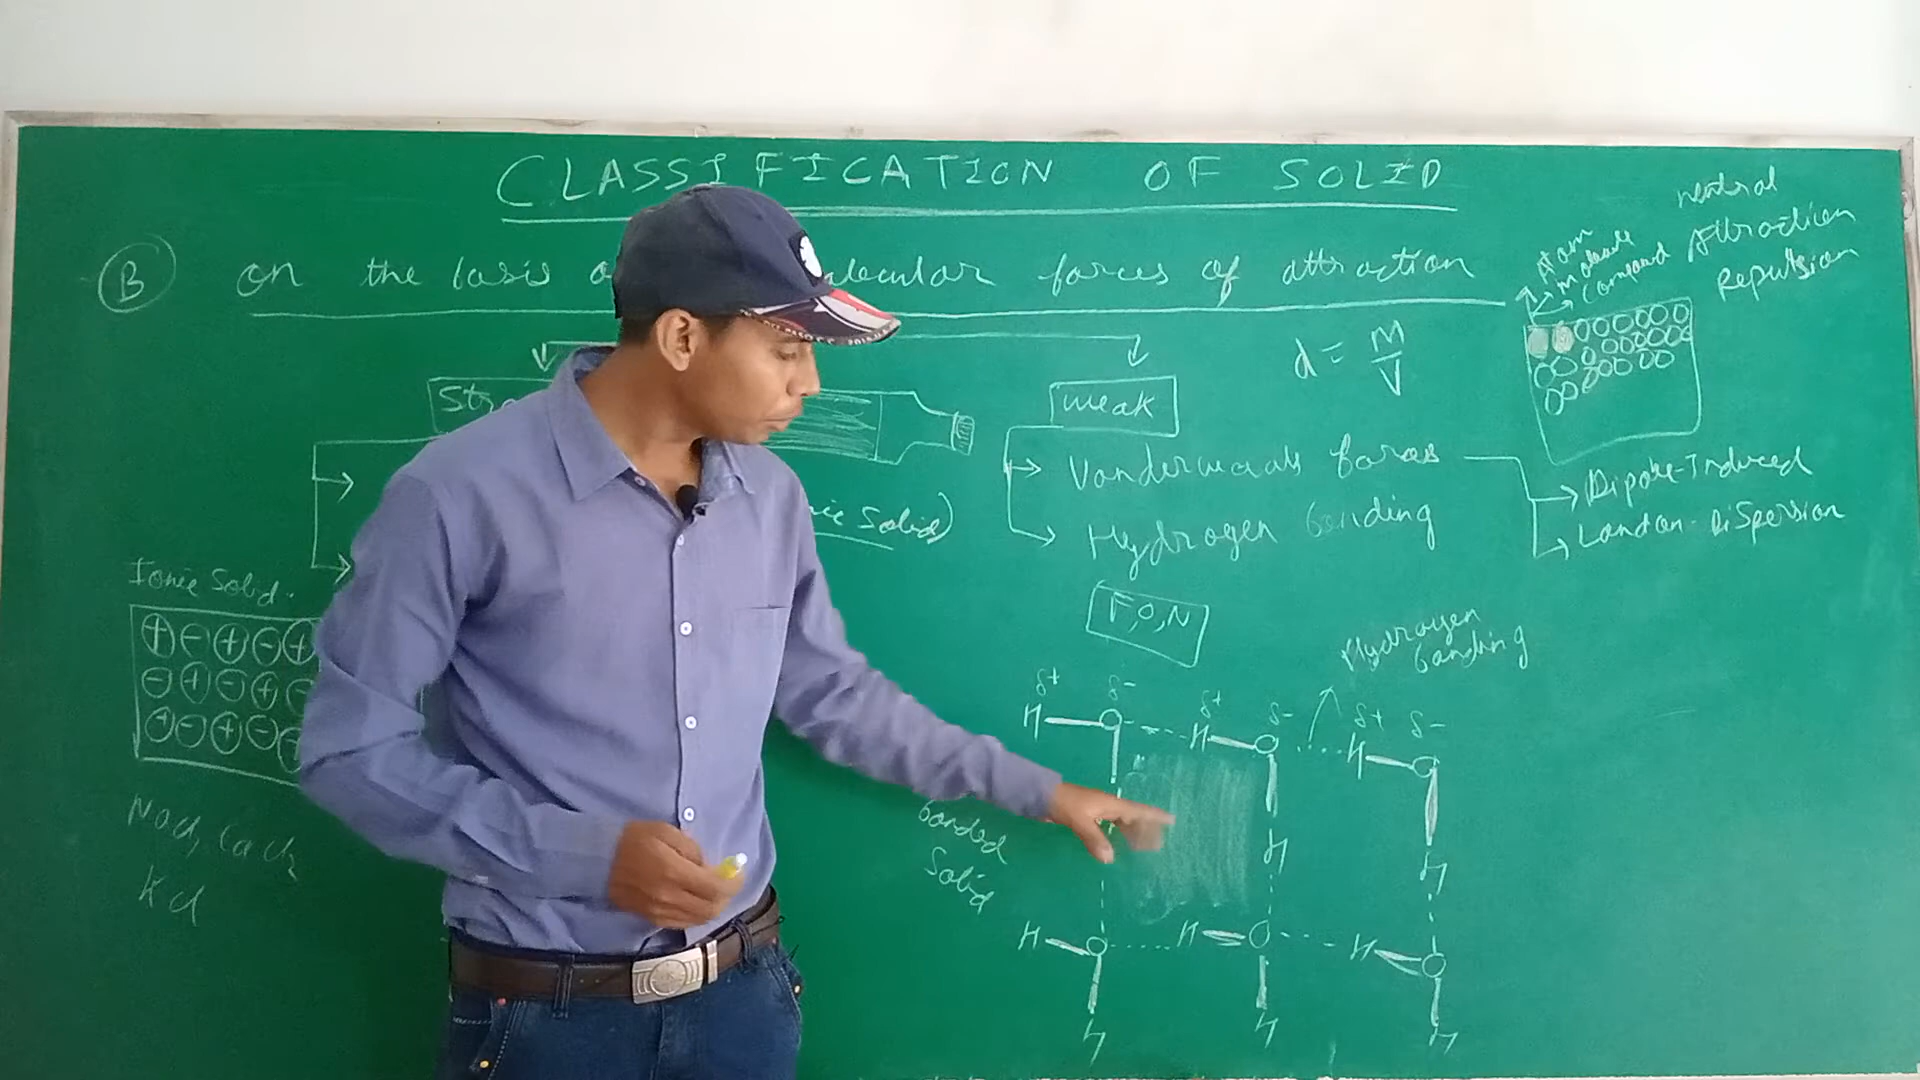 CLASSIFICATION OF SOLID
B on the basis
forces of attraction
neutral
Attraction
Repulsion
Atom
Molecule
Compound
d = M/V
weak
Vanderwaals forces
Hydrogen bonding
Dipole-Induced
London-Dispersion
Solid)
Ionic Solid.
+ - + - +
- + - + -
+ - + - +
NaCl, CaCl2
KCl
F, O, N
Hydrogen
bonding
δ+ δ- δ+ δ- δ+ δ-
H O H O H O
H H
bonded
Solid
H O H O H O
H H H